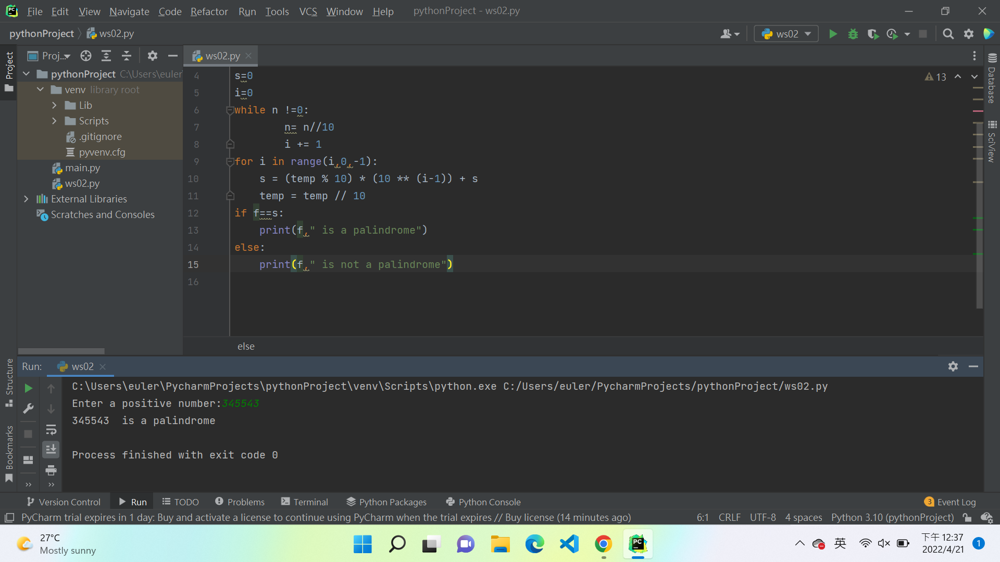 PC File Edit View Navigate Code Refactor Run Tools VCS Window Help pythonProject - ws02.py
pythonProject ws02.py ws02
Project
Proj... ws02.py
pythonProject C:\Users\euler
venv library root
Lib
Scripts
.gitignore
pyvenv.cfg
main.py
ws02.py
External Libraries
Scratches and Consoles
4 s=0
5 i=0
6 while n !=0:
7 n= n//10
8 i += 1
9 for i in range(i,0,-1):
10 s = (temp % 10) * (10 ** (i-1)) + s
11 temp = temp // 10
12 if f==s:
13 print(f," is a palindrome")
14 else:
15 print(f," is not a palindrome")
16
13
Database
SciView
else
Structure
Bookmarks
Run: ws02
C:\Users\euler\PycharmProjects\pythonProject\venv\Scripts\python.exe C:/Users/euler/PycharmProjects/pythonProject/ws02.py
Enter a positive number:345543
345543  is a palindrome
Process finished with exit code 0
Version Control Run TODO Problems Terminal Python Packages Python Console 3 Event Log
PyCharm trial expires in 1 day: Buy and activate a license to continue using PyCharm when the trial expires // Buy license (14 minutes ago) 6:1 CRLF UTF-8 4 spaces Python 3.10 (pythonProject)
27°C
Mostly sunny
PC
英
下午 12:37
2022/4/21
1